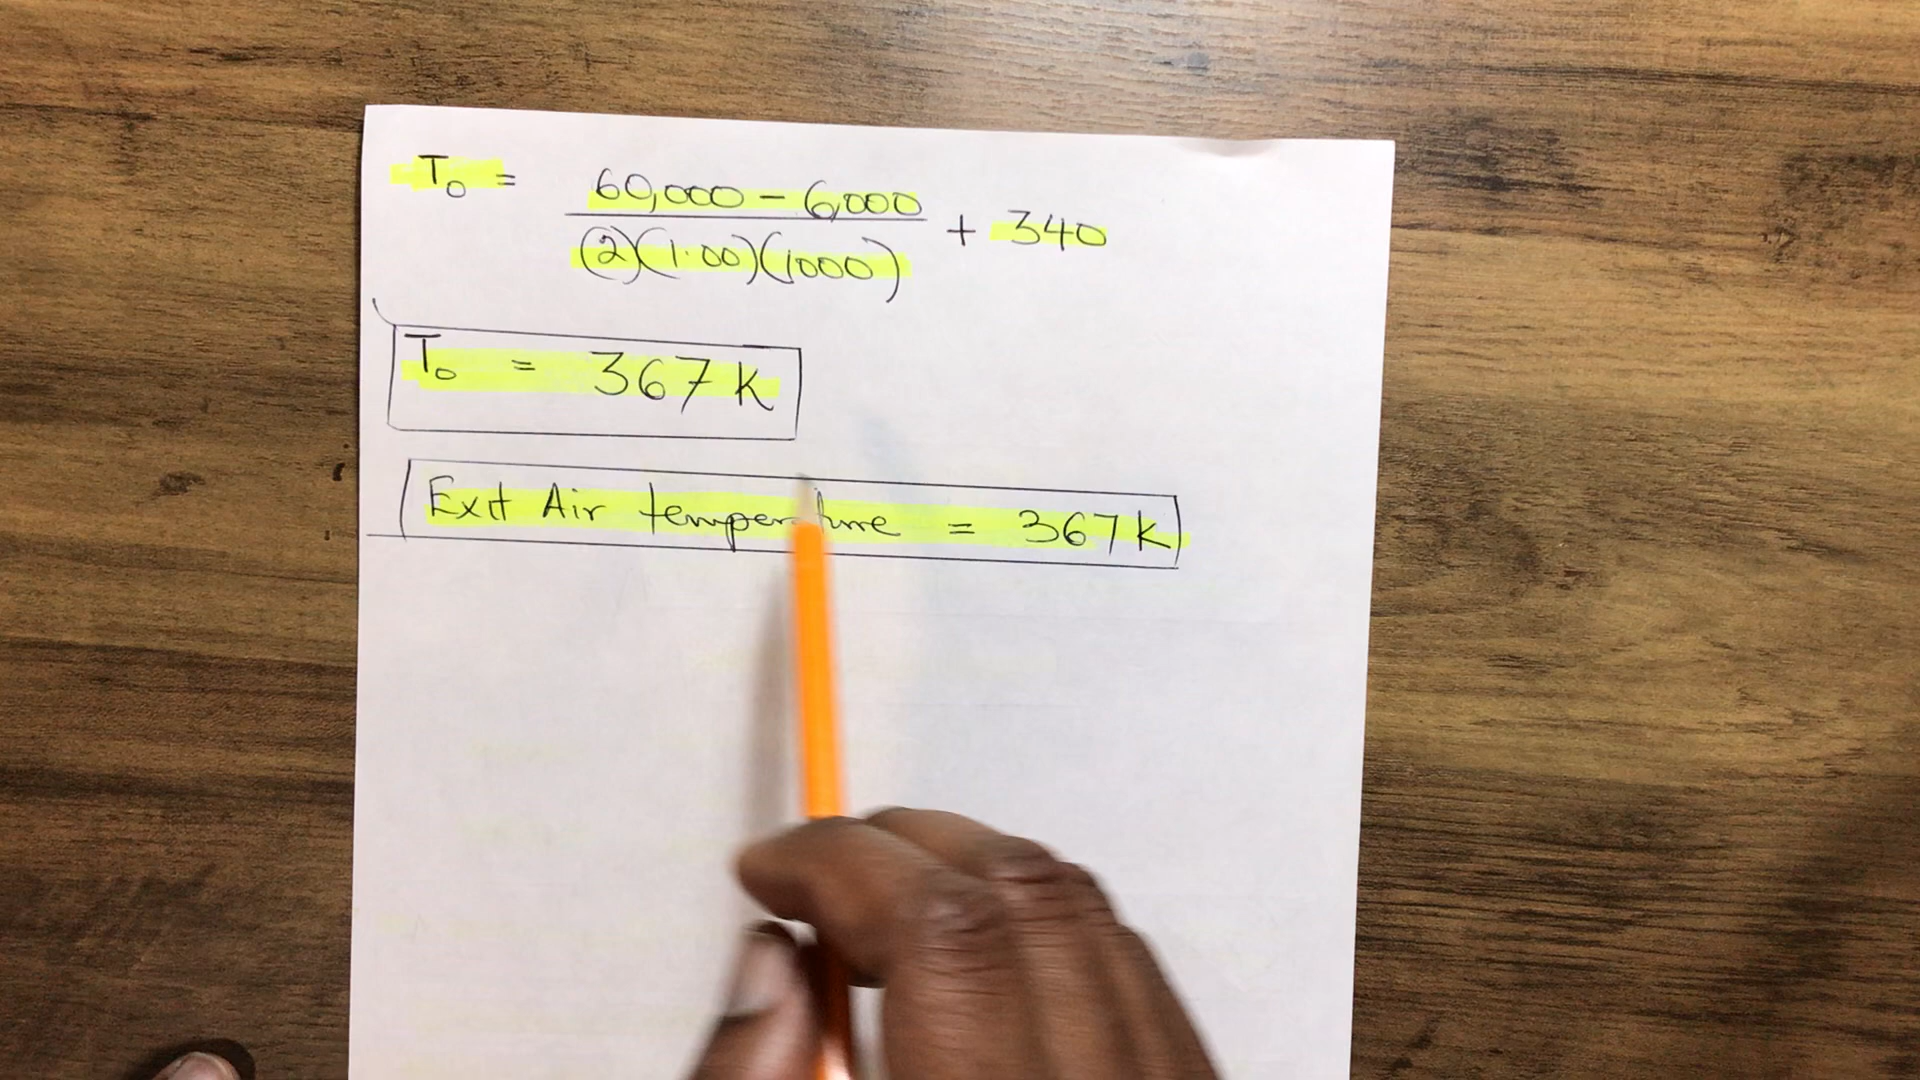 T₀ = 60,000 - 6,000 / (2)(1.00)(1000) + 340
T₀ = 367 K
Exit Air temperature = 367 K